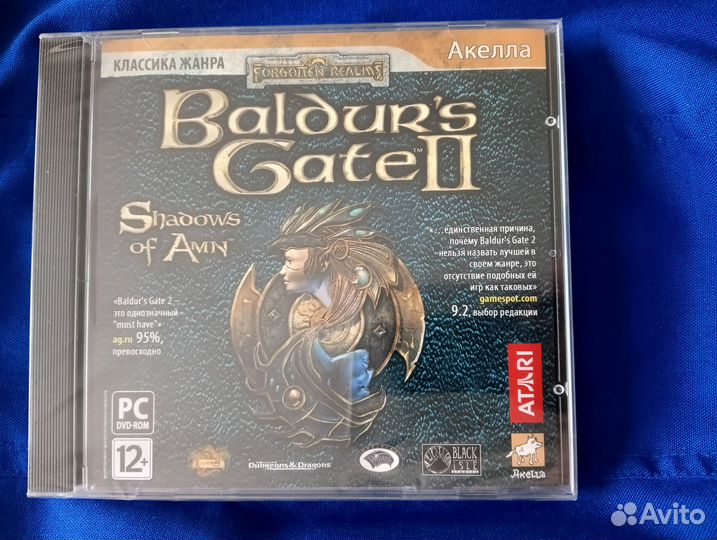 КЛАССИКА ЖАНРА
Акелла
FORGOTTEN REALMS
BALDUR'S
GATE II™
SHADOWS
OF AMN™
«...единственная причина,
почему Baldur's Gate 2
нельзя назвать лучшей в
своем жанре, это
отсутствие подобных ей
игр как таковых»
gamespot.com
9.2, выбор редакции
«Baldur's Gate 2 –
это однозначный
"must have"»
ag.ru 95%,
превосходно
ATARI
PC
DVD-ROM
12+
DUNGEONS & DRAGONS
BLACK
ISLE
Акелла
Avito